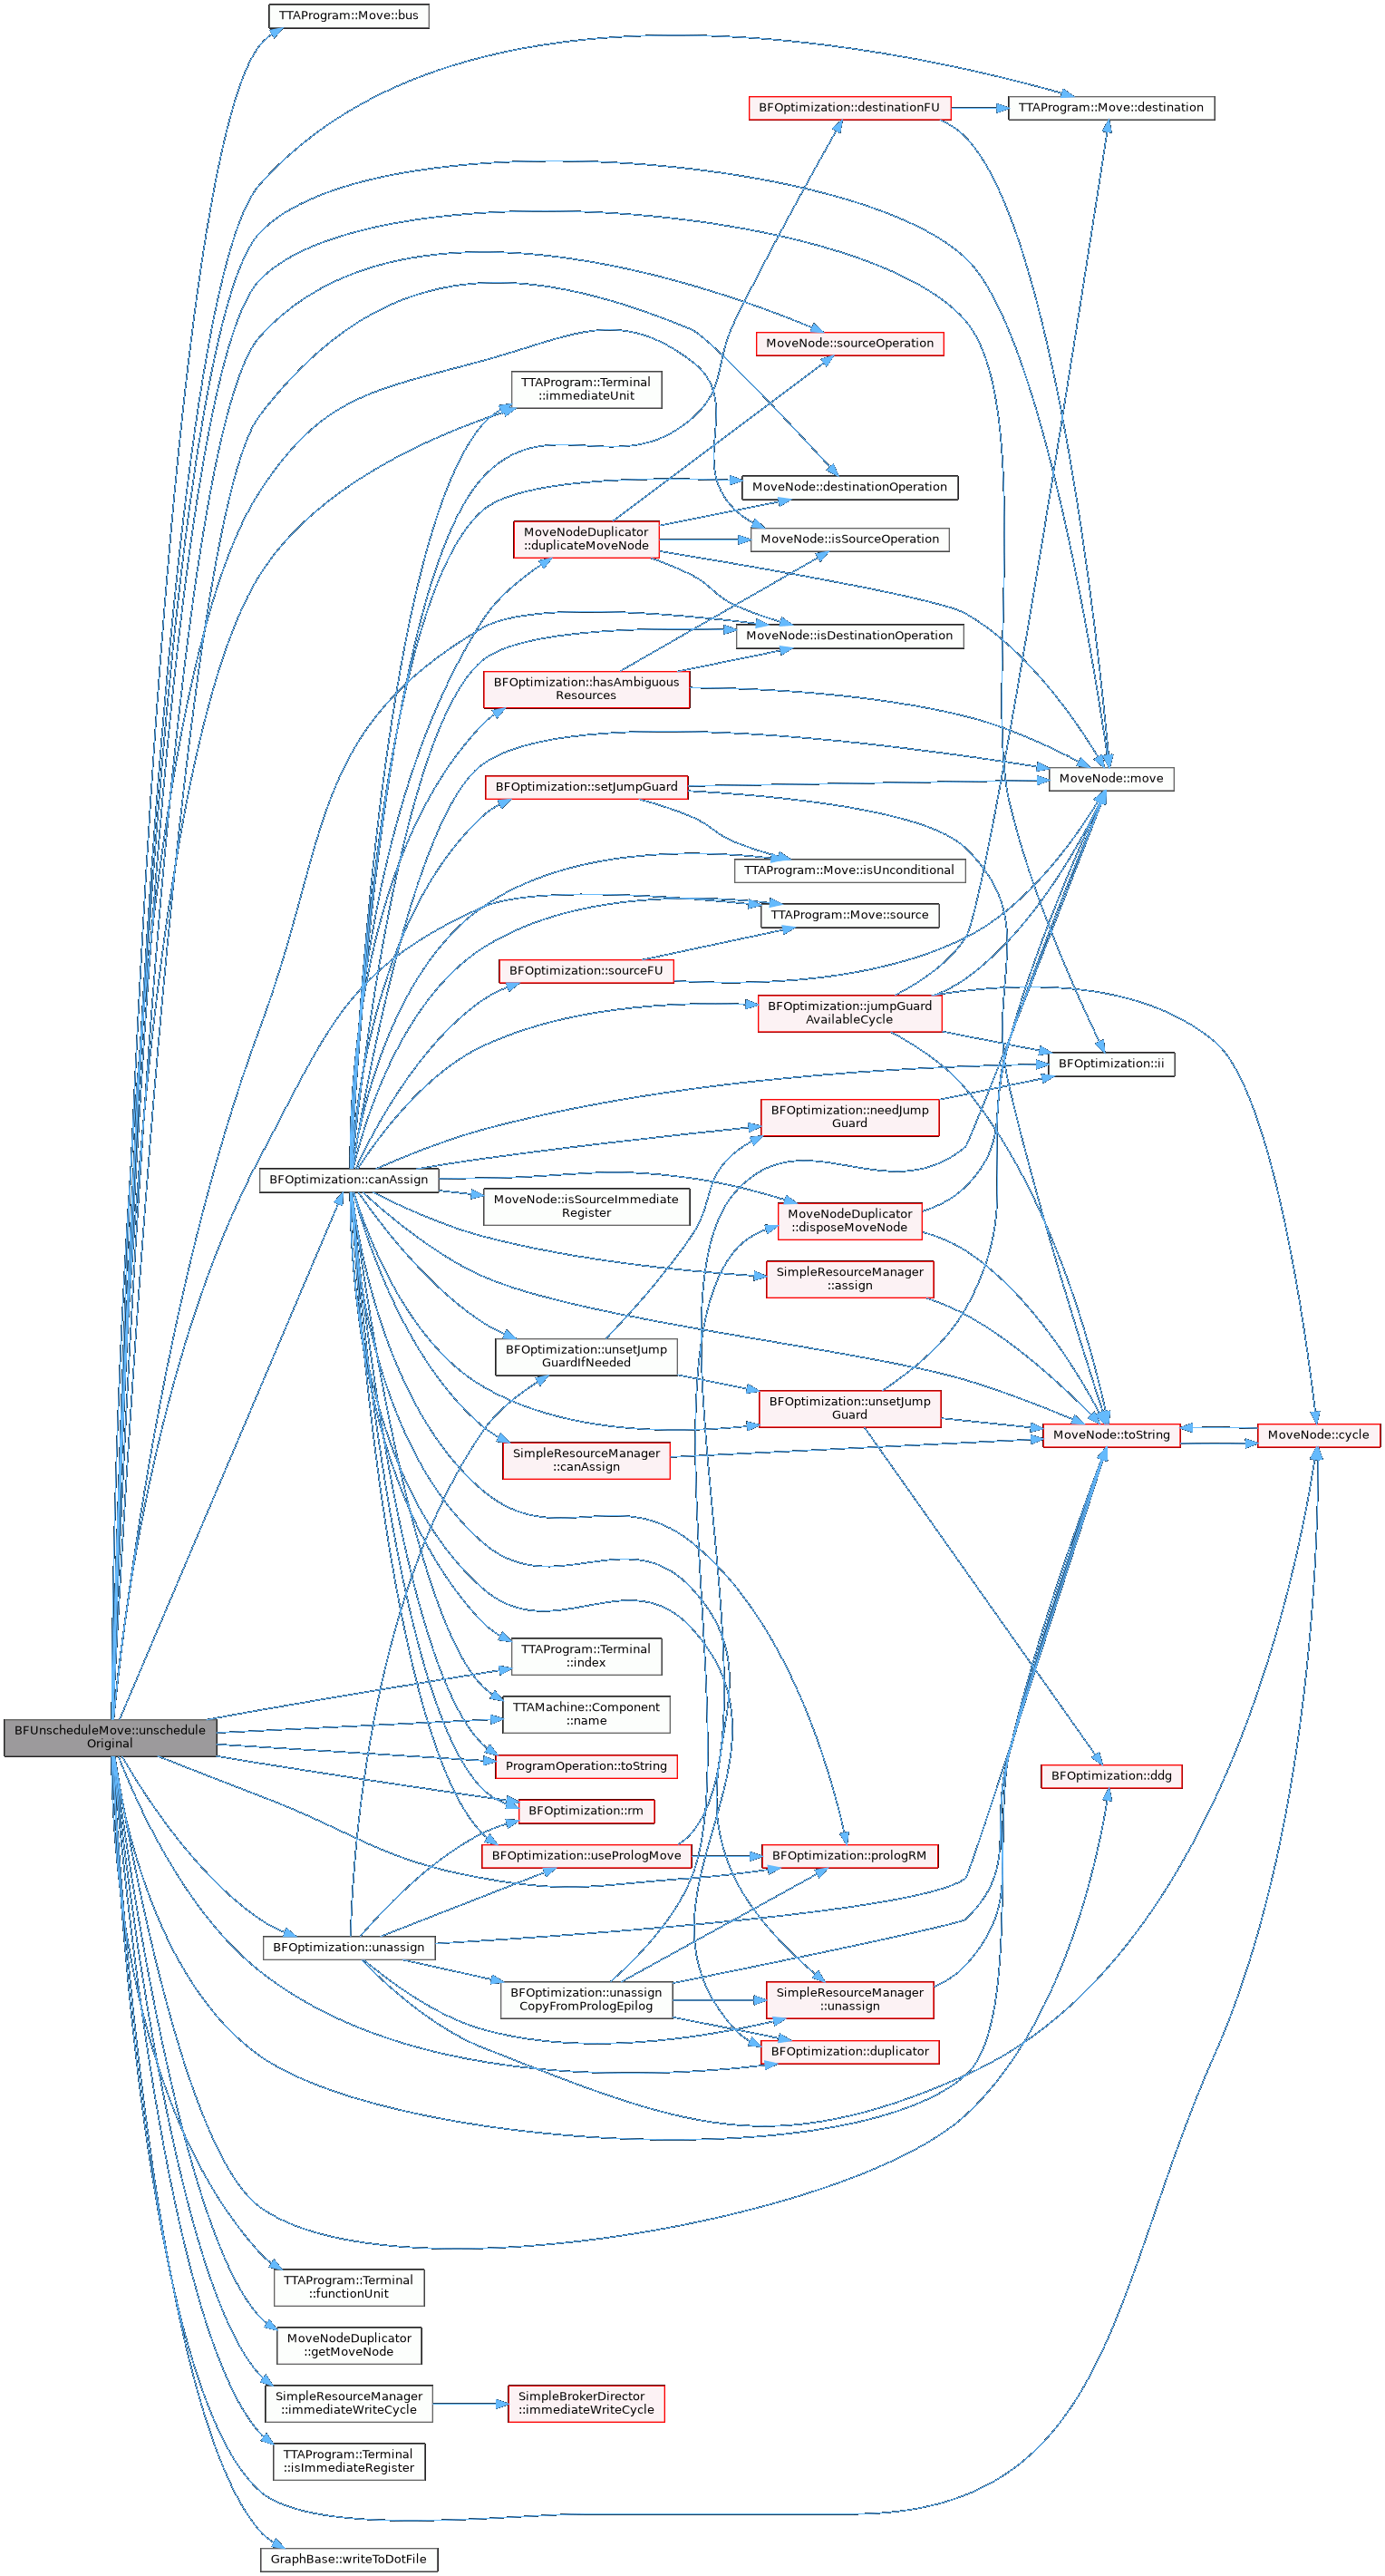 TTAProgram::Move::bus
BFOptimization::destinationFU
TTAProgram::Move::destination
MoveNode::sourceOperation
TTAProgram::Terminal
::immediateUnit
MoveNode::destinationOperation
MoveNodeDuplicator
::duplicateMoveNode
MoveNode::isSourceOperation
MoveNode::isDestinationOperation
BFOptimization::hasAmbiguous
Resources
MoveNode::move
BFOptimization::setJumpGuard
TTAProgram::Move::isUnconditional
TTAProgram::Move::source
BFOptimization::sourceFU
BFOptimization::jumpGuard
AvailableCycle
BFOptimization::ii
BFOptimization::needJump
Guard
BFOptimization::canAssign
MoveNode::isSourceImmediate
Register
MoveNodeDuplicator
::disposeMoveNode
SimpleResourceManager
::assign
BFOptimization::unsetJump
GuardIfNeeded
BFOptimization::unsetJump
Guard
MoveNode::toString
MoveNode::cycle
SimpleResourceManager
::canAssign
TTAProgram::Terminal
::index
TTAMachine::Component
::name
BFUnscheduleMove::unschedule
Original
ProgramOperation::toString
BFOptimization::ddg
BFOptimization::rm
BFOptimization::usePrologMove
BFOptimization::prologRM
BFOptimization::unassign
BFOptimization::unassign
CopyFromPrologEpilog
SimpleResourceManager
::unassign
BFOptimization::duplicator
TTAProgram::Terminal
::functionUnit
MoveNodeDuplicator
::getMoveNode
SimpleResourceManager
::immediateWriteCycle
SimpleBrokerDirector
::immediateWriteCycle
TTAProgram::Terminal
::isImmediateRegister
GraphBase::writeToDotFile